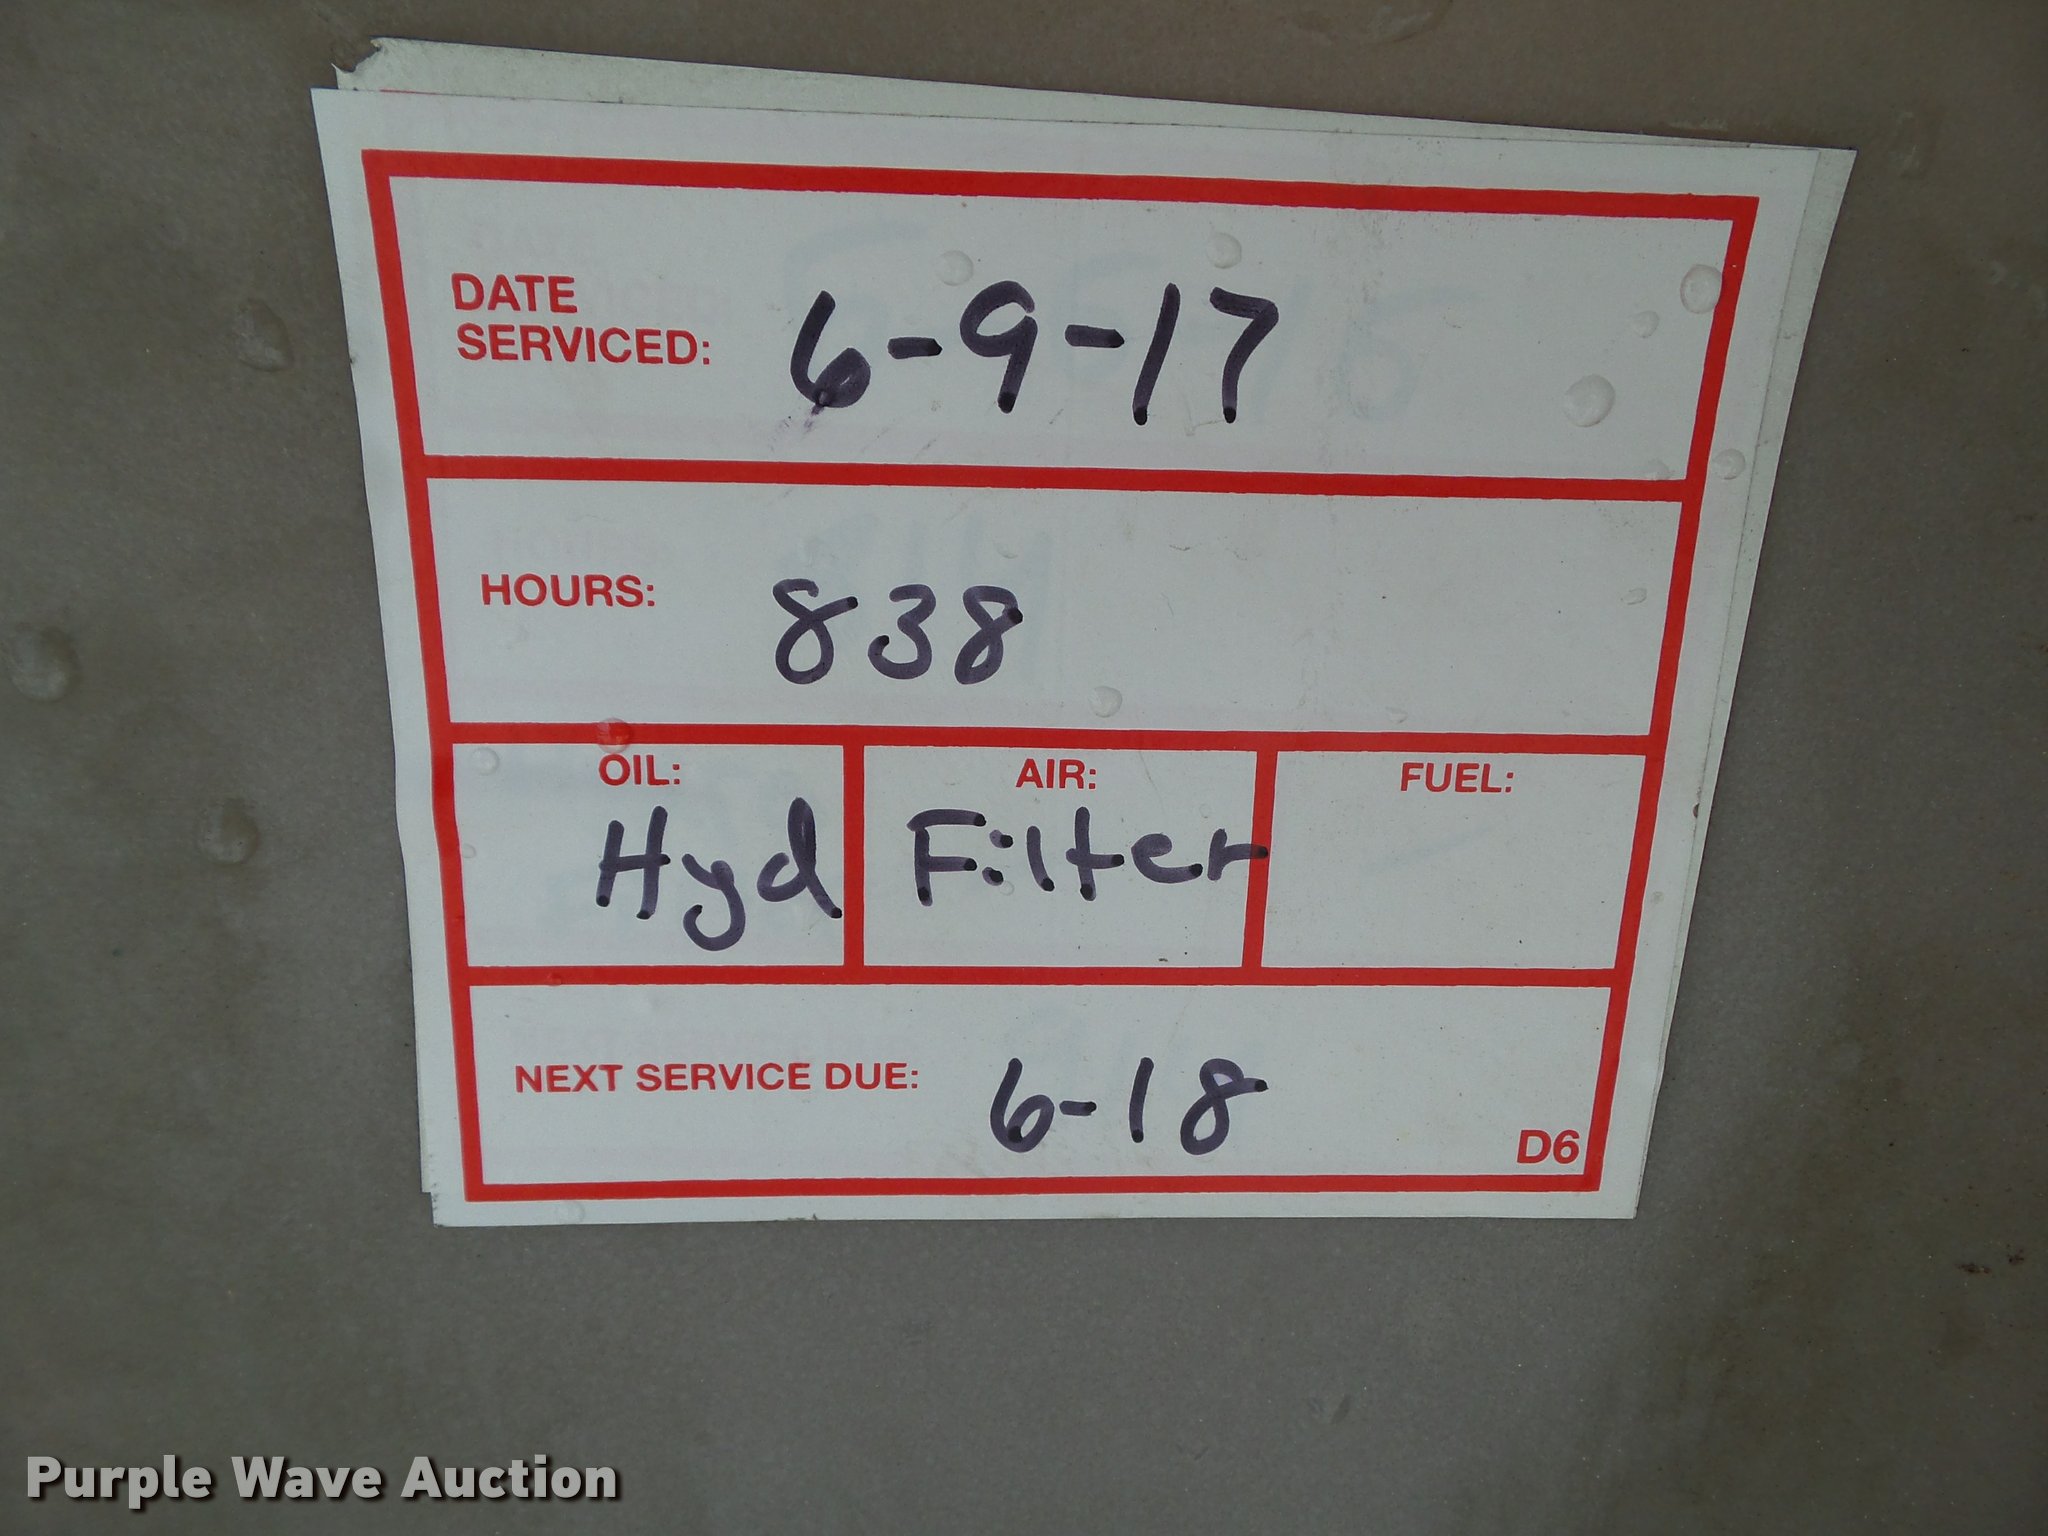 DATE
SERVICED: 6-9-17
HOURS: 838
OIL: AIR: FUEL:
Hyd Filter
NEXT SERVICE DUE: 6-18
D6
Purple Wave Auction